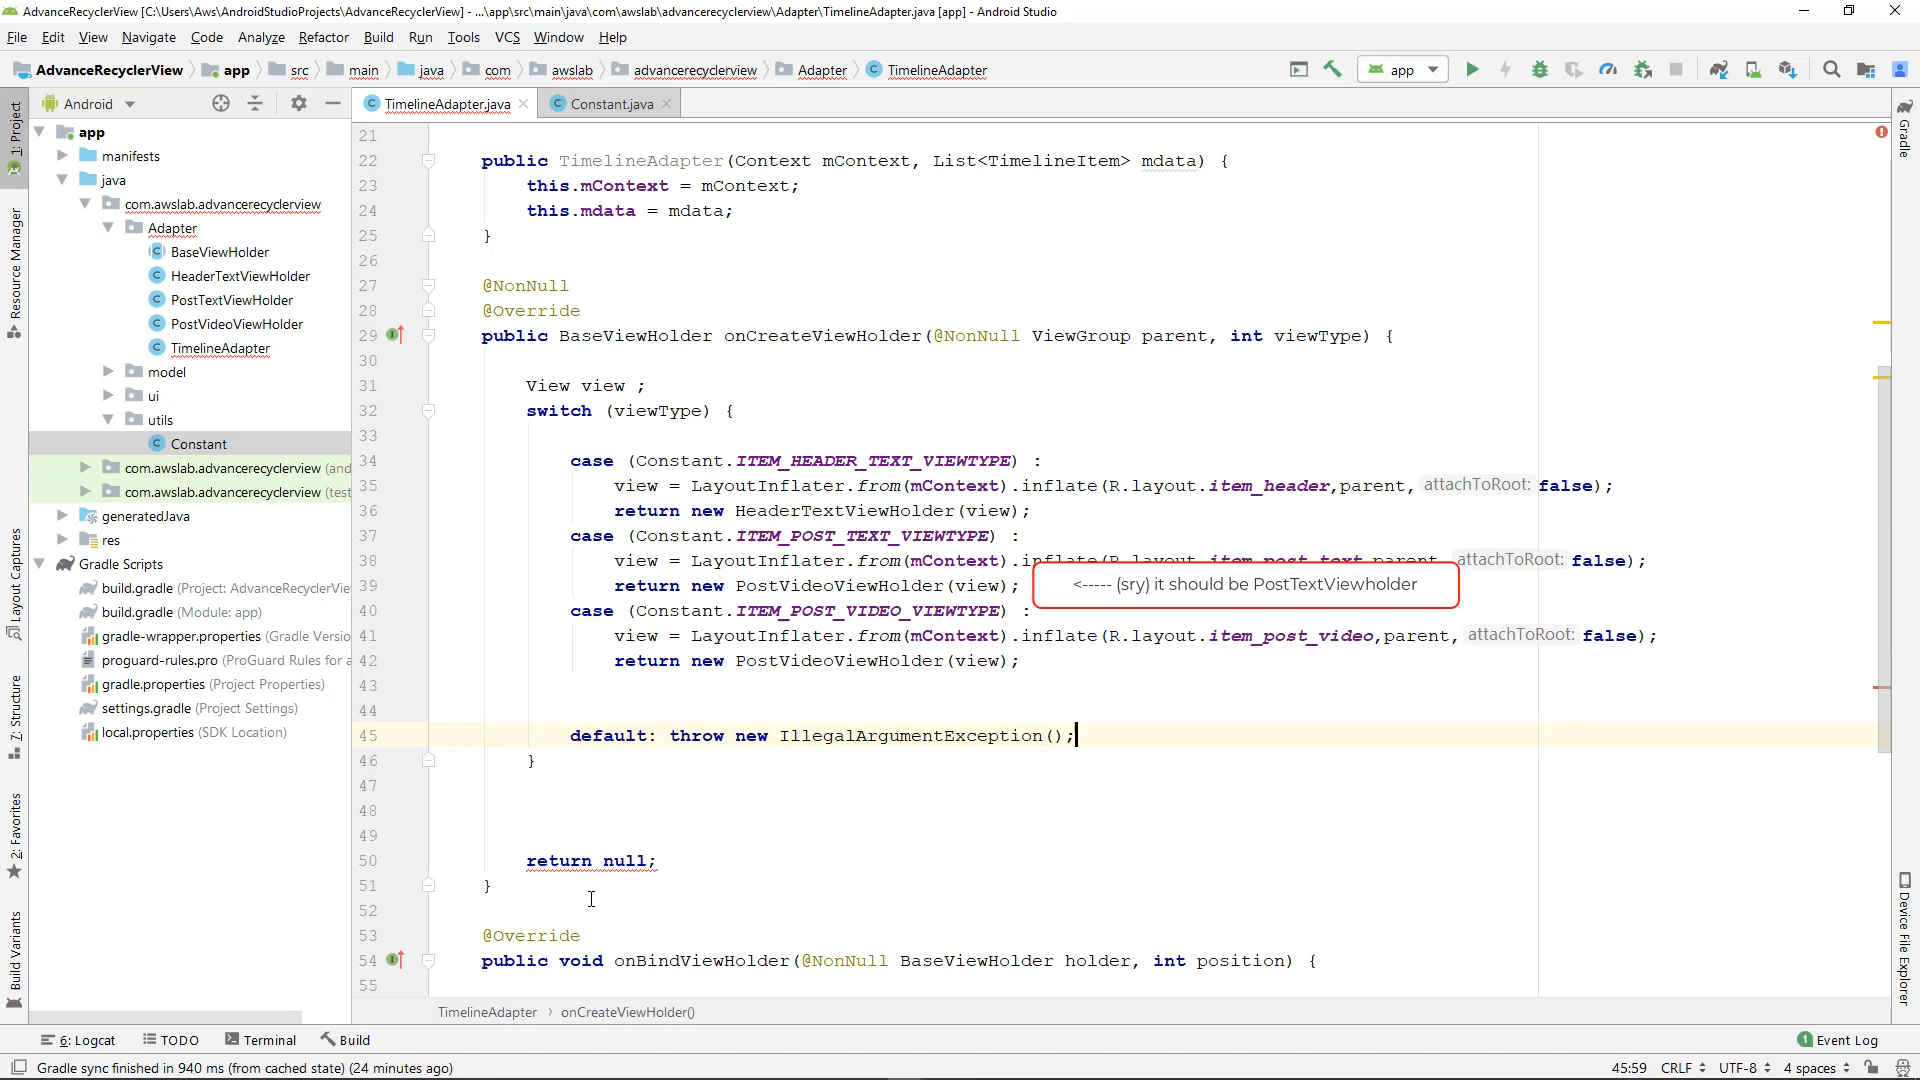 AdvanceRecyclerView [C:\Users\Aws\AndroidStudioProjects\AdvanceRecyclerView] - ...\app\src\main\java\com\awslab\advancerecyclerview\Adapter\TimelineAdapter.java [app] - Android Studio
File Edit View Navigate Code Analyze Refactor Build Run Tools VCS Window Help
AdvanceRecyclerView app src main java com awslab advancerecyclerview Adapter TimelineAdapter app
Android
TimelineAdapter.java Constant.java
1: Project
Resource Manager
Layout Captures
7: Structure
2: Favorites
Build Variants
app
manifests
java
com.awslab.advancerecyclerview
Adapter
BaseViewHolder
HeaderTextViewHolder
PostTextViewHolder
PostVideoViewHolder
TimelineAdapter
model
ui
utils
Constant
com.awslab.advancerecyclerview (and
com.awslab.advancerecyclerview (test
generatedJava
res
Gradle Scripts
build.gradle (Project: AdvanceRecyclerVie
build.gradle (Module: app)
gradle-wrapper.properties (Gradle Versio
proguard-rules.pro (ProGuard Rules for a
gradle.properties (Project Properties)
settings.gradle (Project Settings)
local.properties (SDK Location)
21
22 public TimelineAdapter(Context mContext, List<TimelineItem> mdata) {
23 this.mContext = mContext;
24 this.mdata = mdata;
25 }
26
27 @NonNull
28 @Override
29 public BaseViewHolder onCreateViewHolder(@NonNull ViewGroup parent, int viewType) {
30
31 View view ;
32 switch (viewType) {
33
34 case (Constant.ITEM_HEADER_TEXT_VIEWTYPE) :
35 view = LayoutInflater.from(mContext).inflate(R.layout.item_header,parent, attachToRoot: false);
36 return new HeaderTextViewHolder(view);
37 case (Constant.ITEM_POST_TEXT_VIEWTYPE) :
38 view = LayoutInflater.from(mContext).inflate(R.layout.item_post_text,parent, attachToRoot: false);
39 return new PostVideoViewHolder(view); <----- (sry) it should be PostTextViewholder
40 case (Constant.ITEM_POST_VIDEO_VIEWTYPE) :
41 view = LayoutInflater.from(mContext).inflate(R.layout.item_post_video,parent, attachToRoot: false);
42 return new PostVideoViewHolder(view);
43
44
45 default: throw new IllegalArgumentException();
46 }
47
48
49
50 return null;
51 }
52
53 @Override
54 public void onBindViewHolder(@NonNull BaseViewHolder holder, int position) {
55
TimelineAdapter › onCreateViewHolder()
Gradle
Device File Explorer
6: Logcat TODO Terminal Build 1 Event Log
Gradle sync finished in 940 ms (from cached state) (24 minutes ago) 45:59 CRLF UTF-8 4 spaces